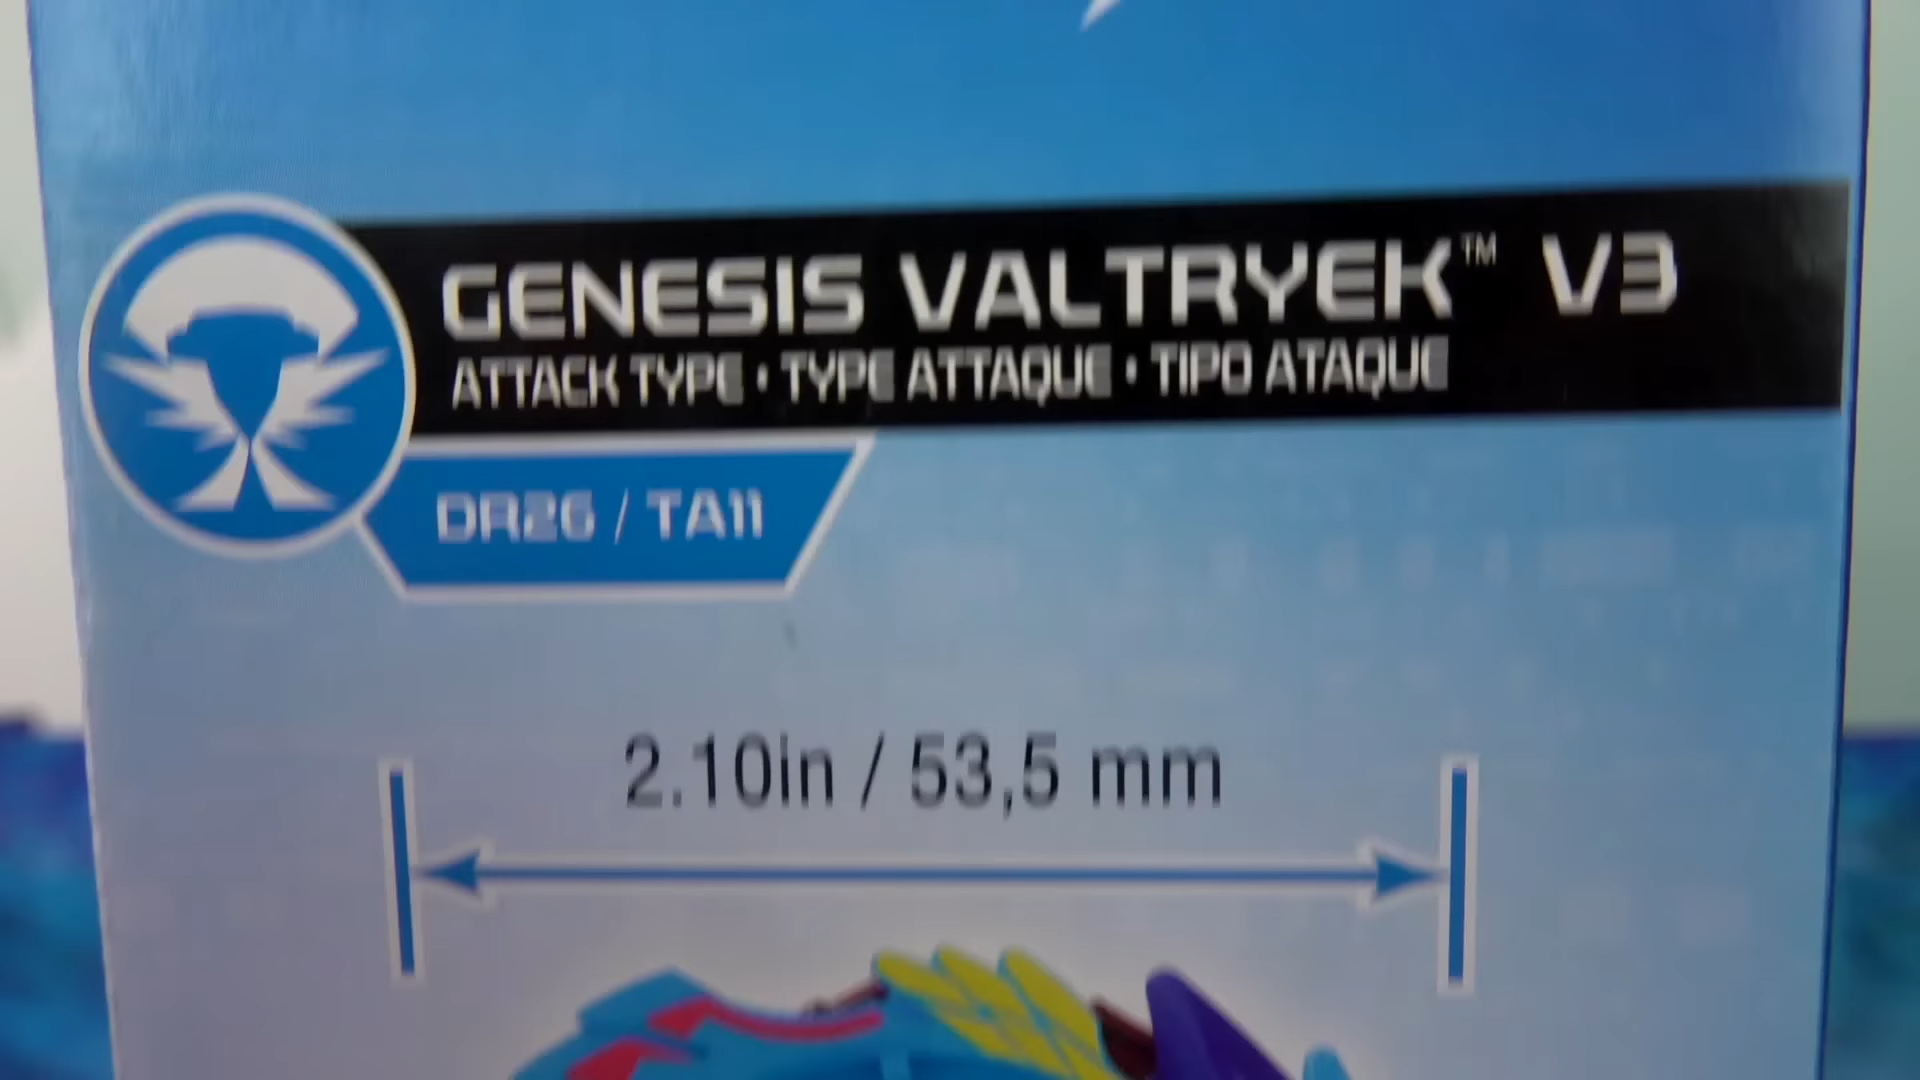 GENESIS VALTRYEK™ V3
ATTACK TYPE • TYPE ATTAQUE • TIPO ATAQUE
DR26 / TA11
2.10in / 53,5 mm